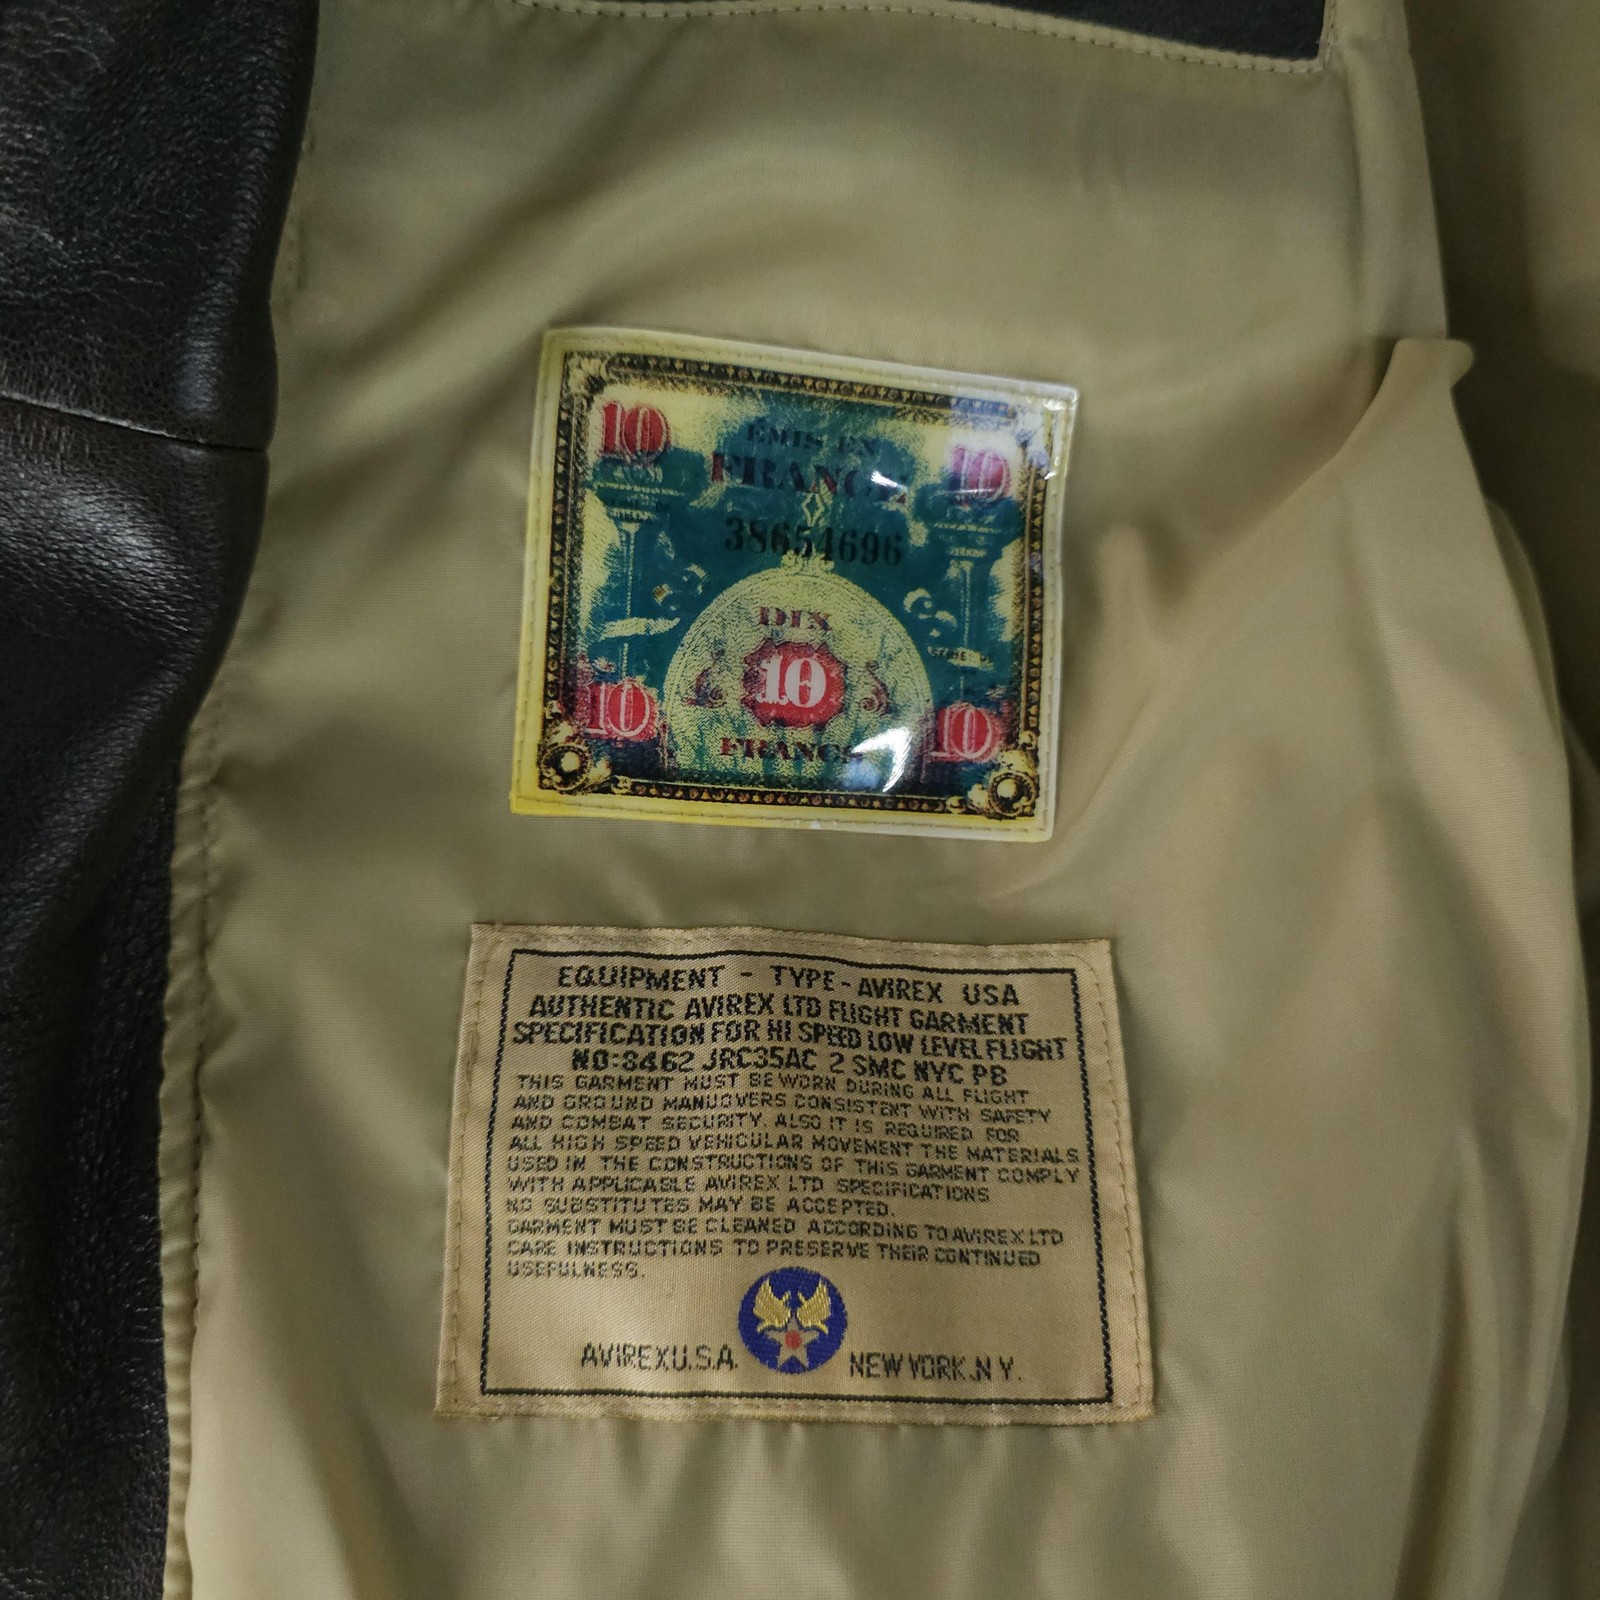 10
ÉMIS EN
FRANCE
10
38654696
DIX
10
FRANCS
10
10
EQUIPMENT - TYPE - AVIREX USA
AUTHENTIC AVIREX LTD FLIGHT GARMENT
SPECIFICATION FOR HI SPEED LOW LEVEL FLIGHT
NO:8462 JRC35AC 2 SMC NYC PB
THIS GARMENT MUST BE WORN DURING ALL FLIGHT
AND GROUND MANUOVERS CONSISTENT WITH SAFETY
AND COMBAT SECURITY. ALSO IT IS REQUIRED FOR
ALL HIGH SPEED VEHICULAR MOVEMENT THE MATERIALS
USED IN THE CONSTRUCTIONS OF THIS GARMENT COMPLY
WITH APPLICABLE AVIREX LTD SPECIFICATIONS
NO SUBSTITUTES MAY BE ACCEPTED.
GARMENT MUST BE CLEANED ACCORDING TO AVIREX LTD
CARE INSTRUCTIONS TO PRESERVE THEIR CONTINUED
USEFULNESS.
AVIREX U.S.A. NEW YORK.N Y.